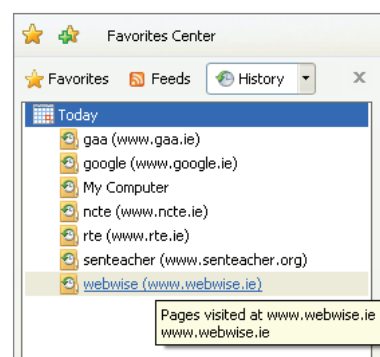 Favorites Center
Favorites Feeds History x
Today
gaa (www.gaa.ie)
google (www.google.ie)
My Computer
ncte (www.ncte.ie)
rte (www.rte.ie)
senteacher (www.senteacher.org)
webwise (www.webwise.ie)
Pages visited at www.webwise.ie
www.webwise.ie